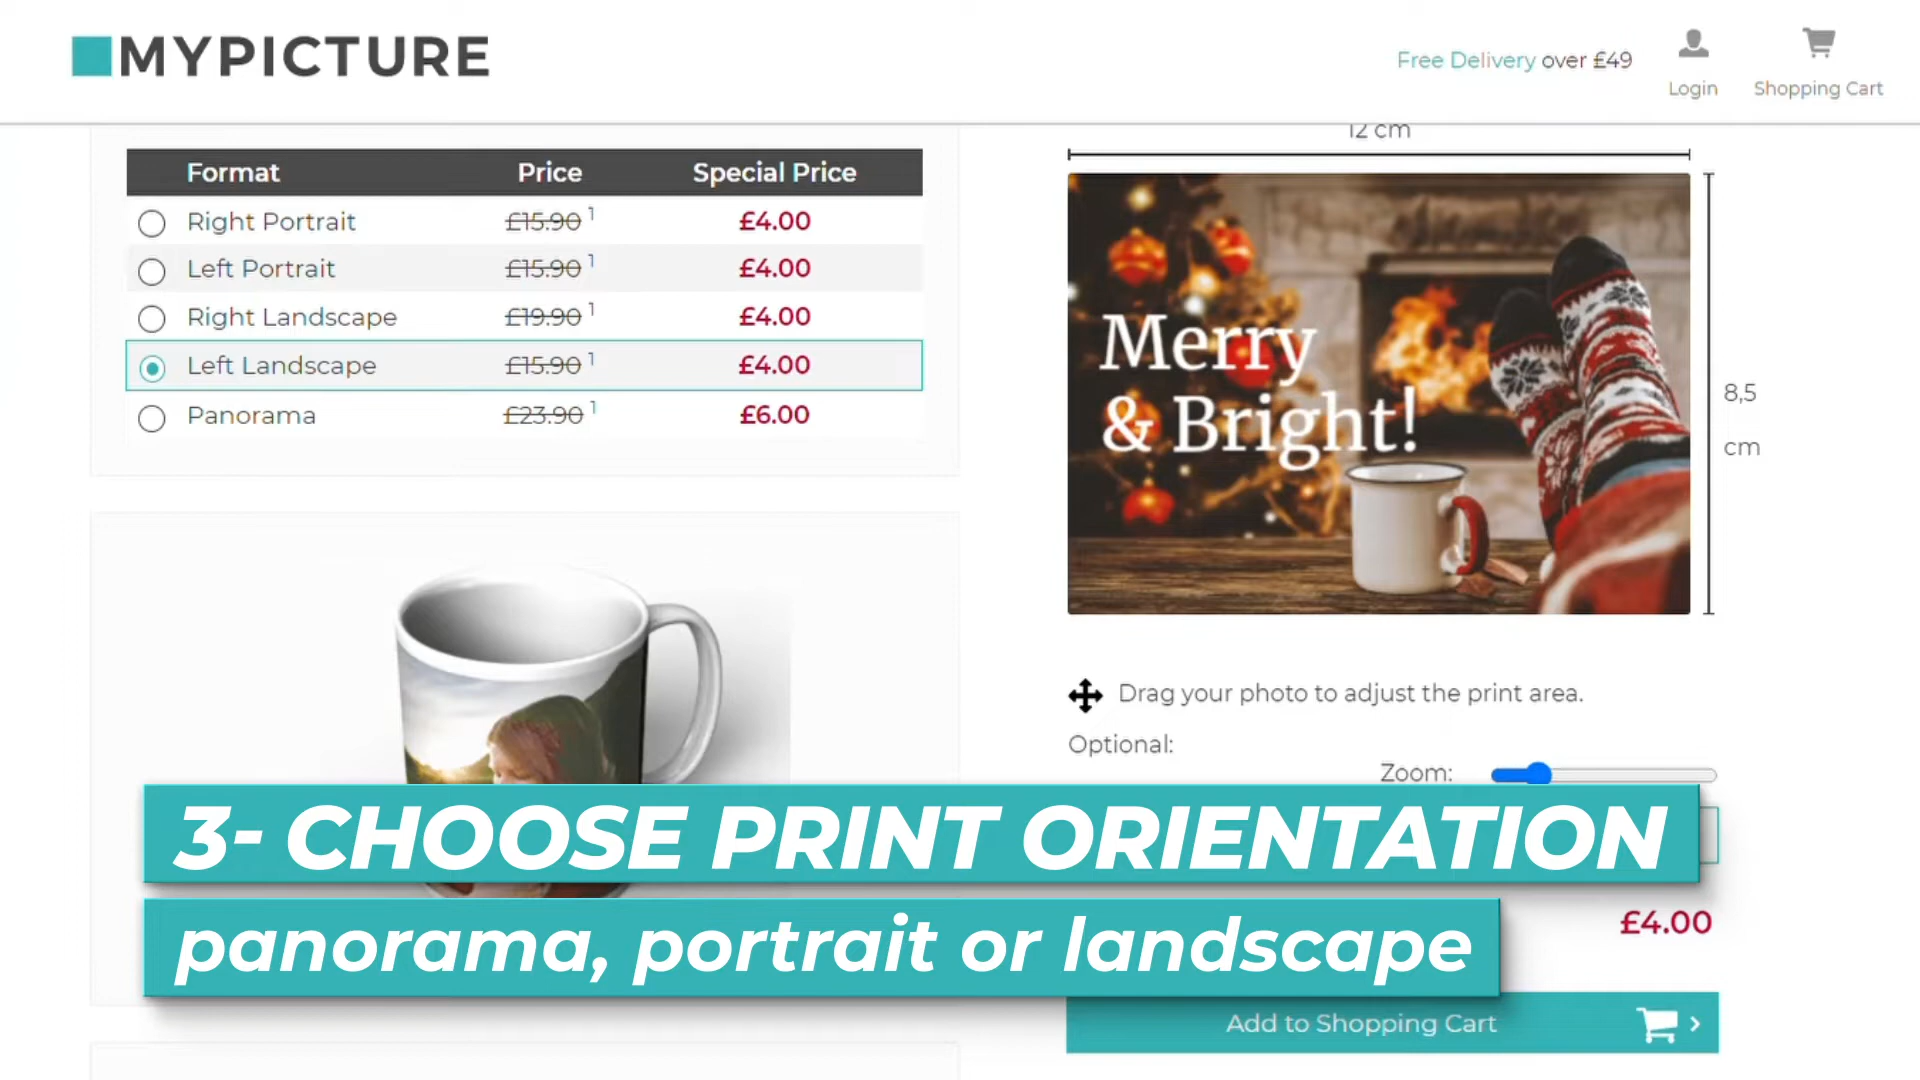 MYPICTURE
Free Delivery over £49
Login
Shopping Cart
Format Price Special Price
Right Portrait £15.90 1 £4.00
Left Portrait £15.90 1 £4.00
Right Landscape £19.90 1 £4.00
Left Landscape £15.90 1 £4.00
Panorama £23.90 1 £6.00
12 cm
Merry
& Bright!
8,5
cm
Drag your photo to adjust the print area.
Optional:
Zoom:
3- CHOOSE PRINT ORIENTATION
panorama, portrait or landscape
£4.00
Add to Shopping Cart